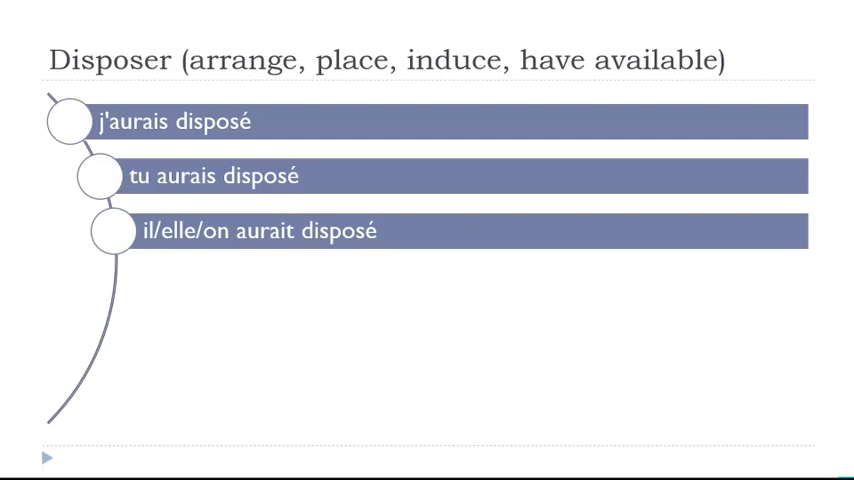 Disposer (arrange, place, induce, have available)
j'aurais disposé
tu aurais disposé
il/elle/on aurait disposé